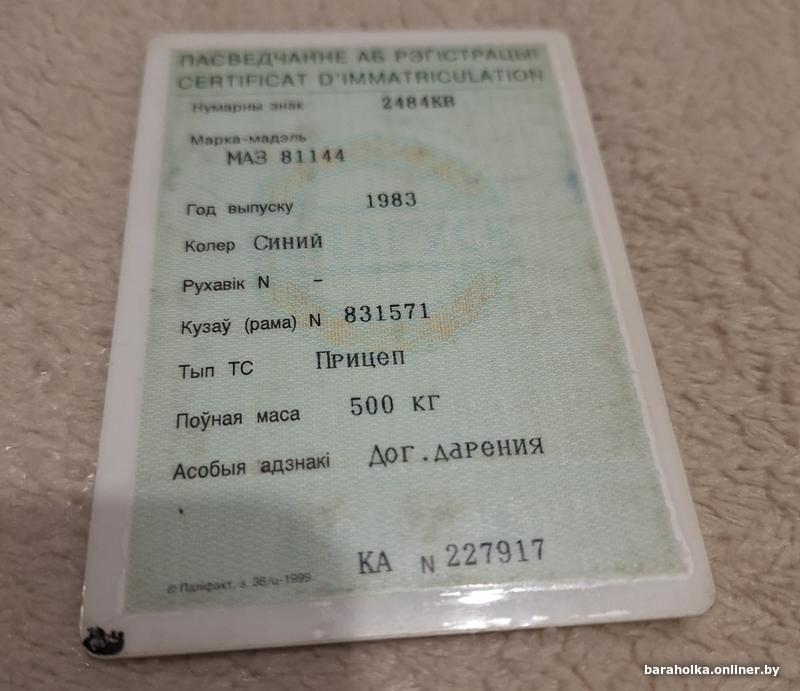 ПАСВЕДЧАННЕ АБ РЭГІСТРАЦЫІ
CERTIFICAT D'IMMATRICULATION
Нумарны знак 2484КВ
Марка-мадэль
МАЗ 81144
Год выпуску 1983
Колер Синий
Рухавік N –
Кузаў (рама) N 831571
Тып ТС Прицеп
Поўная маса 500 кг
Асобыя адзнакі Дог.дарения
КА N 227917
© Паліфакт, з. 36/ц-1999
baraholka.onliner.by